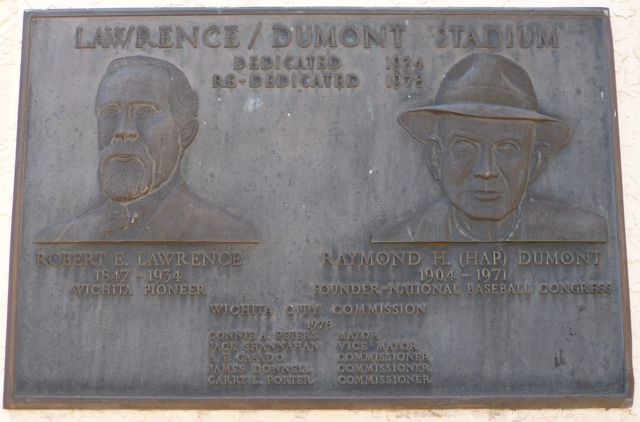 LAWRENCE / DUMONT STADIUM
DEDICATED 1934
RE-DEDICATED 1978
ROBERT E. LAWRENCE
1847 - 1934
WICHITA PIONEER
RAYMOND H. (HAP) DUMONT
1904 - 1971
FOUNDER-NATIONAL BASEBALL CONGRESS
WICHITA CITY COMMISSION
1978
CONNIE A. PETERS MAYOR
JACK SHANAHAN VICE MAYOR
A. F. CASADO COMMISSIONER
JAMES DONNELL COMMISSIONER
GARRY L. PORTER COMMISSIONER